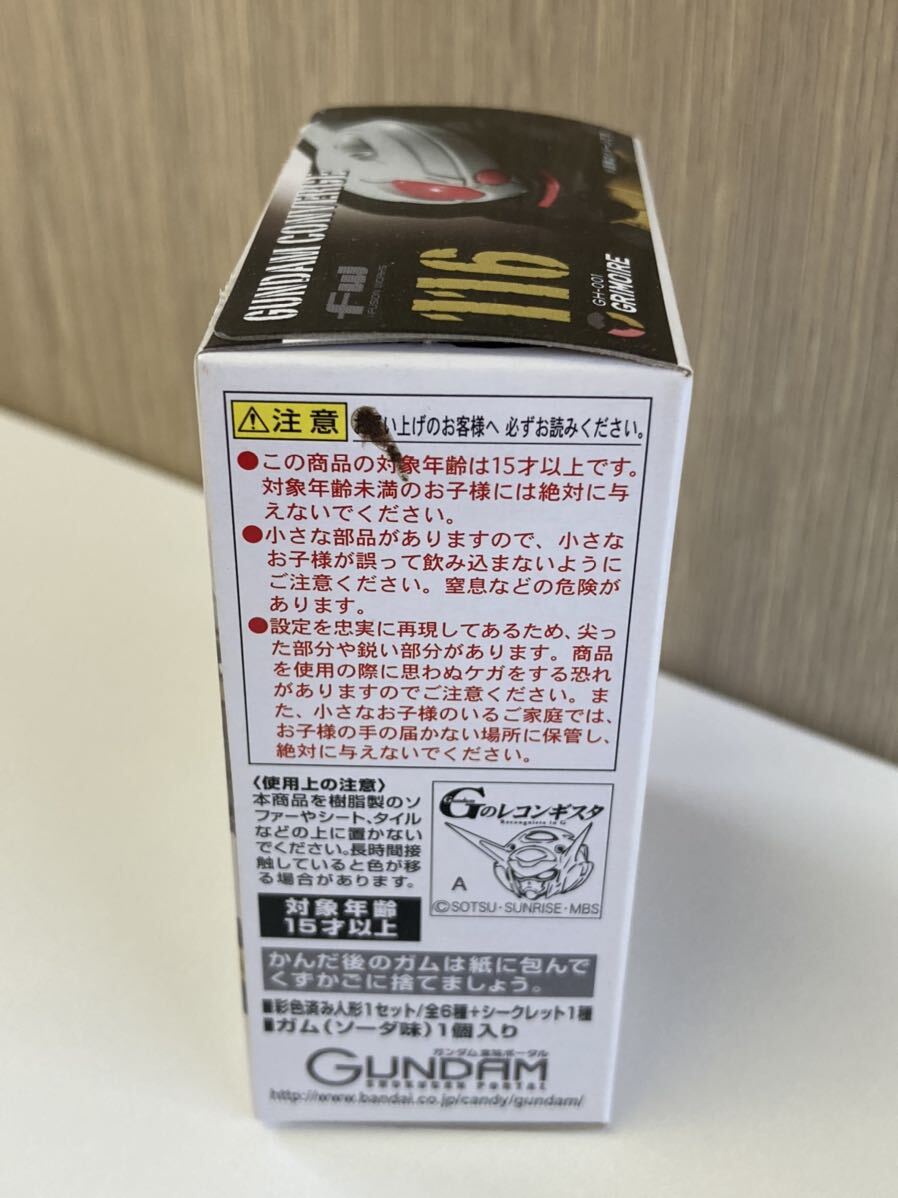 GUNDAM CONVERGE
FW
FUSION WORKS
116
GH-001
GRIMOIRE
注意
い上げのお客様へ 必ずお読みください。
●この商品の対象年齢は15才以上です。
対象年齢未満のお子様には絶対に与
えないでください。
●小さな部品がありますので、小さな
お子様が誤って飲み込まないように
ご注意ください。窒息などの危険が
あります。
●設定を忠実に再現してあるため、尖っ
た部分や鋭い部分があります。商品
を使用の際に思わぬケガをする恐れ
がありますのでご注意ください。ま
た、小さなお子様のいるご家庭では、
お子様の手の届かない場所に保管し、
絶対に与えないでください。
〈使用上の注意〉
本商品を樹脂製のソ
ファーやシート、タイル
などの上に置かない
でください。長時間接
触していると色が移
る場合があります。
Gundam
Gのレコンギスタ
Reconguista in G
A
©SOTSU・SUNRISE・MBS
対象年齢
15才以上
かんだ後のガムは紙に包んで
くずかごに捨てましょう。
■彩色済み人形1セット/全6種+シークレット1種
■ガム(ソーダ味)1個入り
ガンダム食玩ポータル
GUNDAM
SHOKUGAN PORTAL
http://www.bandai.co.jp/candy/gundam/